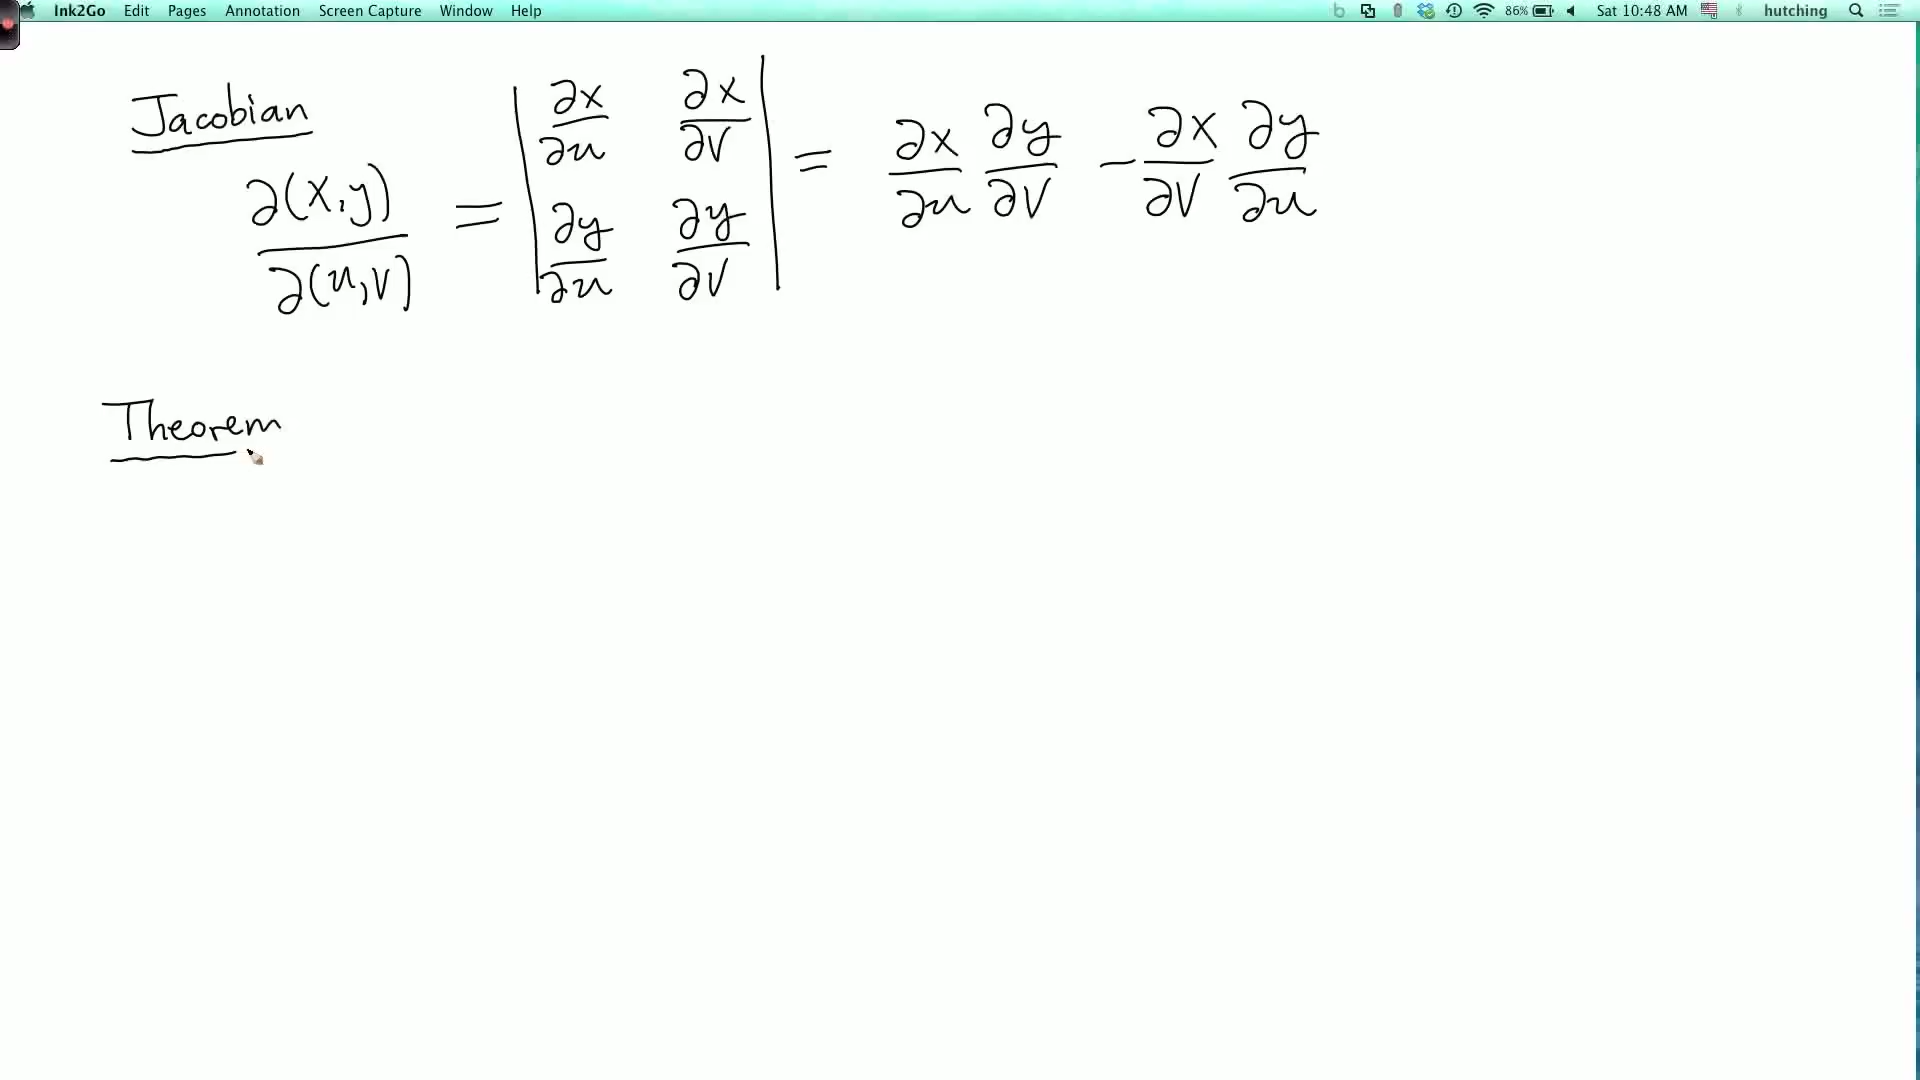 Ink2Go Edit Pages Annotation Screen Capture Window Help 86% Sat 10:48 AM hutching
Jacobian
∂(x,y)/∂(u,v) = | ∂x/∂u ∂x/∂v ; ∂y/∂u ∂y/∂v | = ∂x/∂u ∂y/∂v - ∂x/∂v ∂y/∂u
Theorem